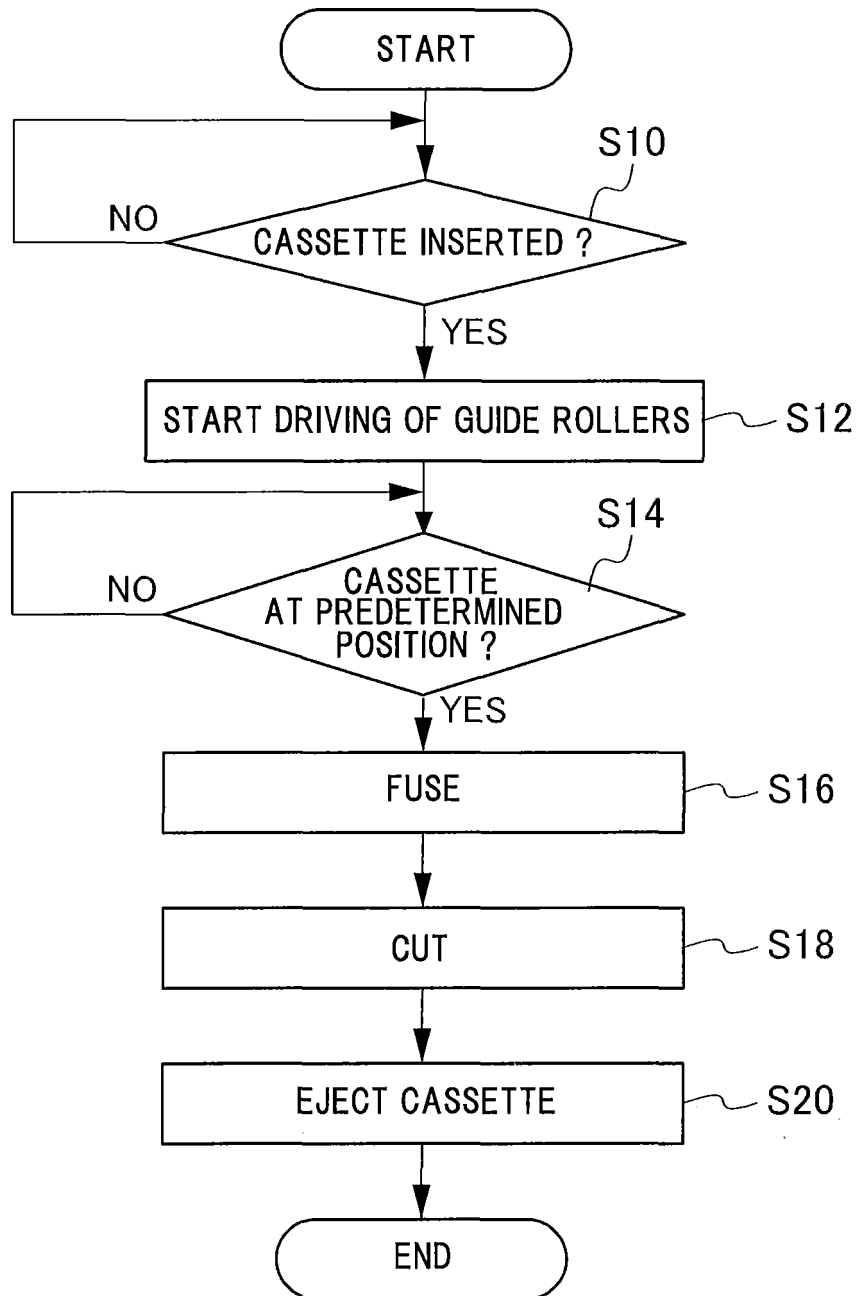 START
S10
NO
CASSETTE INSERTED ?
YES
START DRIVING OF GUIDE ROLLERS
S12
S14
NO
CASSETTE
AT PREDETERMINED
POSITION ?
YES
FUSE
S16
CUT
S18
EJECT CASSETTE
S20
END